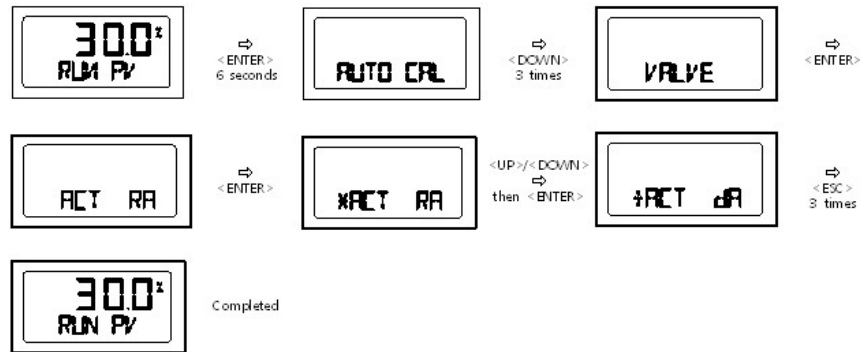 30.0%
RUN PV
⇨
<ENTER>
6 seconds
AUTO CAL
⇨
<DOWN>
3 times
VALVE
⇨
<ENTER>
ACT RA
⇨
<ENTER>
*ACT RA
<UP>/<DOWN>
⇨
then <ENTER>
ACT dA
⇨
<ESC>
3 times
30.0%
RUN PV
Completed